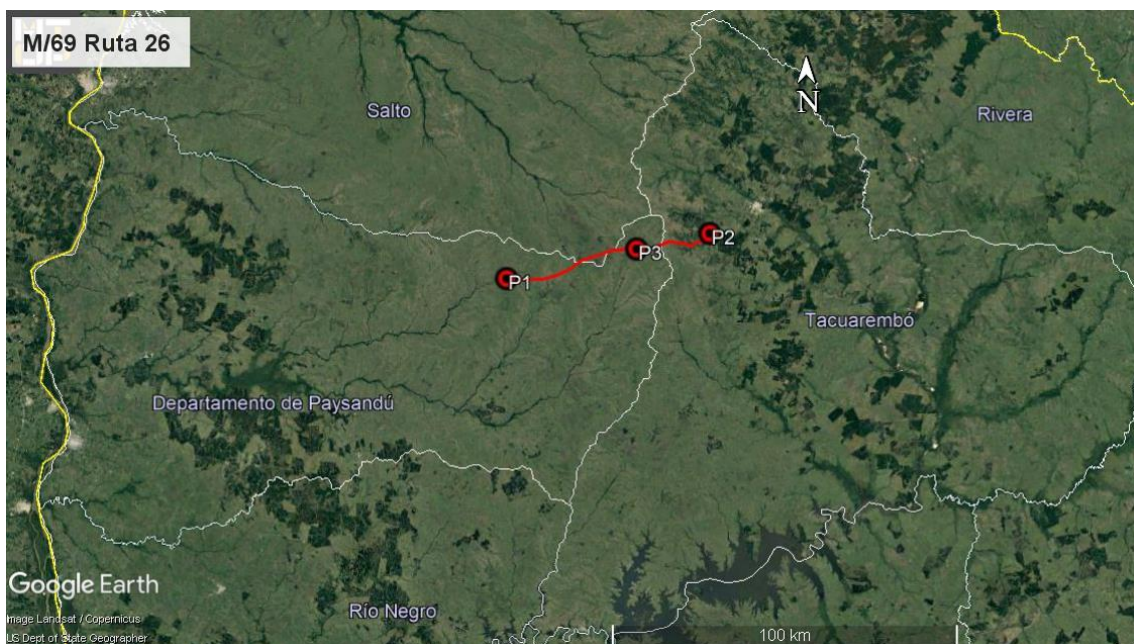 M/69 Ruta 26
N
Salto
Rivera
P1
P3
P2
Tacuarembó
Departamento de Paysandú
Google Earth
Río Negro
Image Landsat / Copernicus
US Dept of State Geographer
100 km